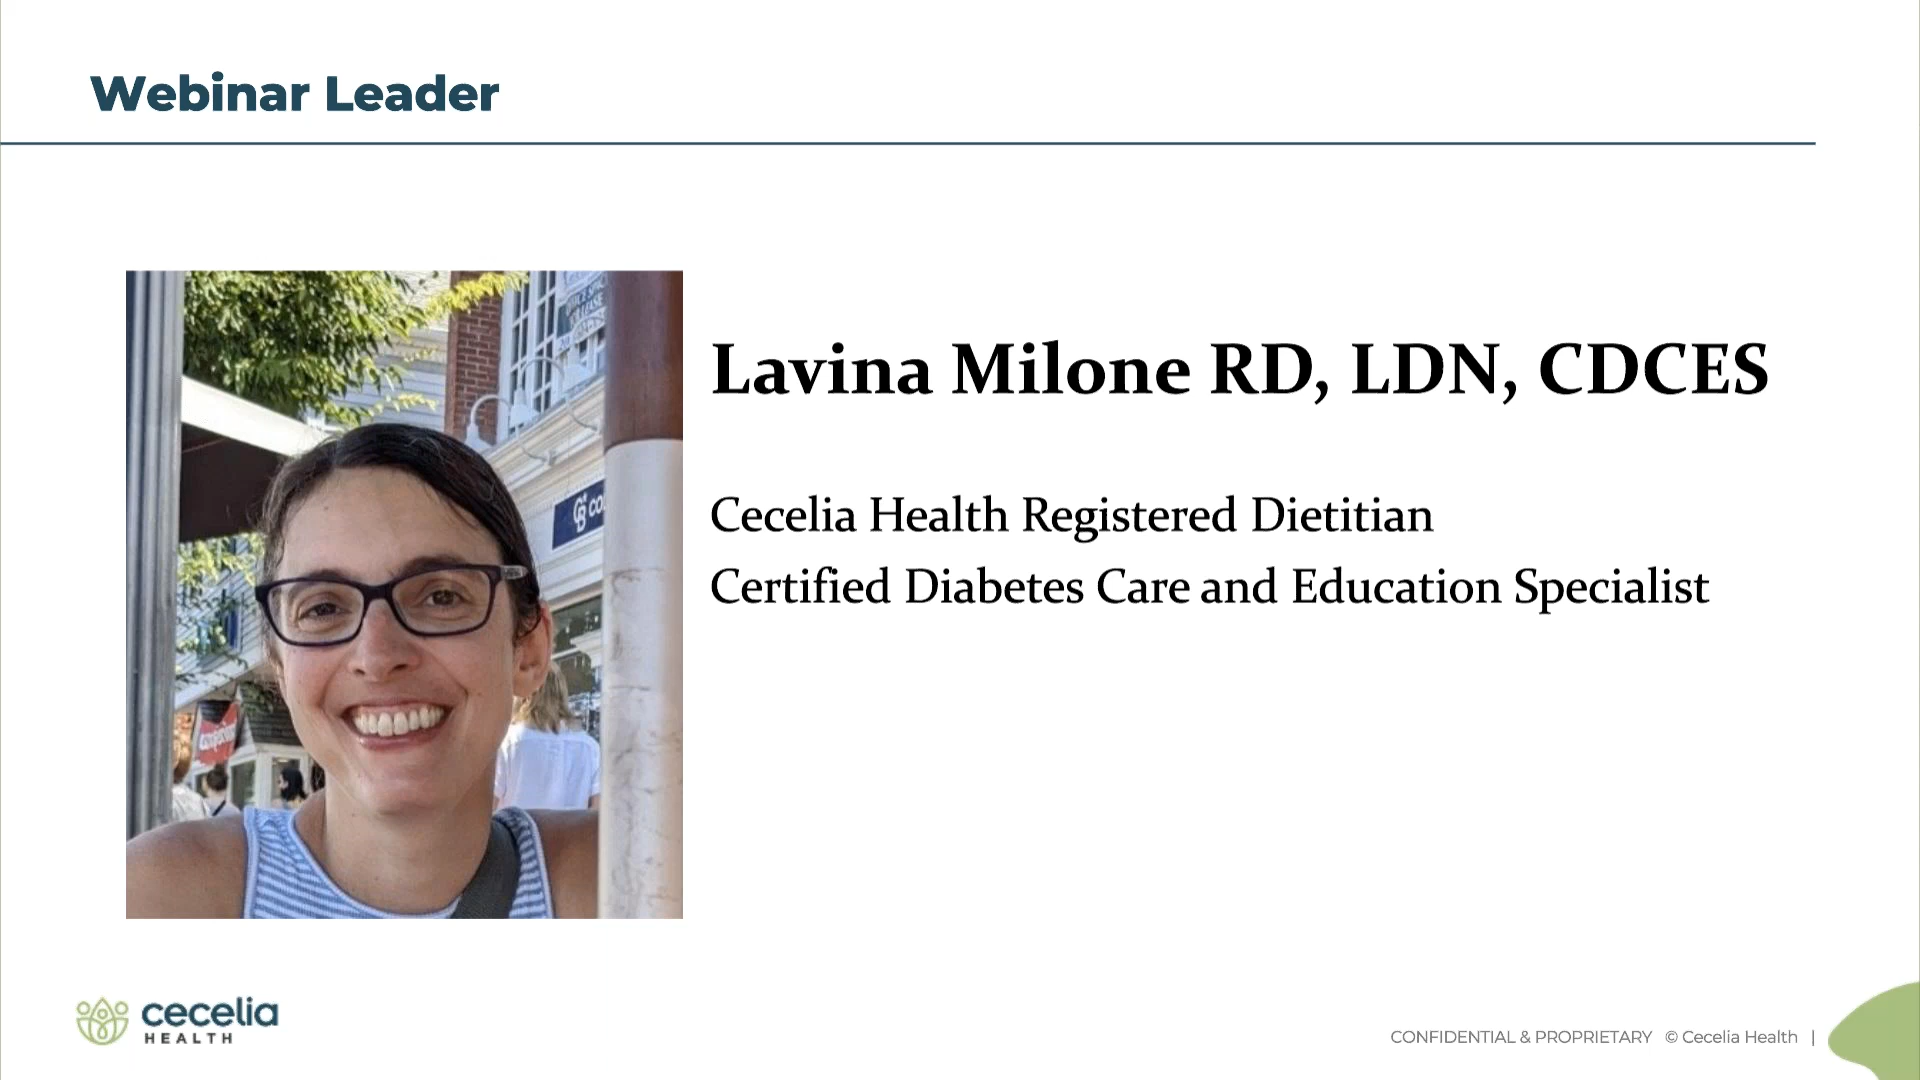 Webinar Leader
Lavina Milone RD, LDN, CDCES
Cecelia Health Registered Dietitian
Certified Diabetes Care and Education Specialist
cecelia
HEALTH
CONFIDENTIAL & PROPRIETARY © Cecelia Health |